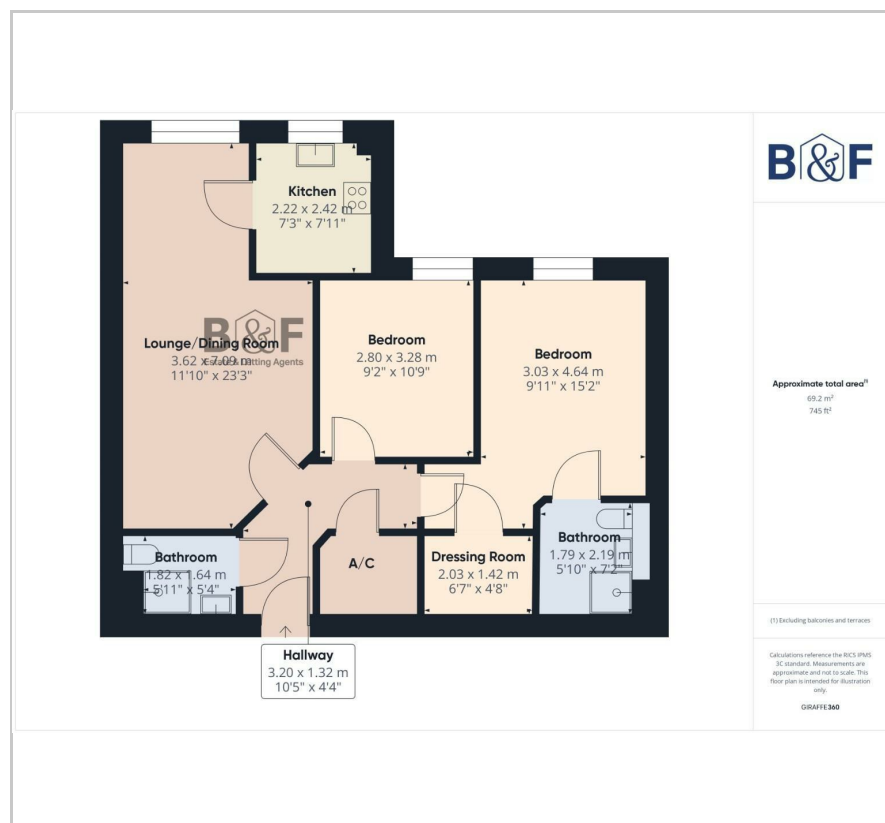 Kitchen
2.22 x 2.42 m
7'3" x 7'11"
B&F
Lounge/Dining Room
3.62 x 7.09 m
Letting Agents
11'10" x 23'3"
Bedroom
2.80 x 3.28 m
9'2" x 10'9"
Bedroom
3.03 x 4.64 m
9'11" x 15'2"
Bathroom
1.82 x 1.64 m
5'11" x 5'4"
A/C
Dressing Room
2.03 x 1.42 m
6'7" x 4'8"
Bathroom
1.79 x 2.19 m
5'10" x 7'2"
Hallway
3.20 x 1.32 m
10'5" x 4'4"
B&F
Approximate total area⁽¹⁾
69.2 m²
745 ft²
(1) Excluding balconies and terraces
Calculations reference the RICS IPMS
3C standard. Measurements are
approximate and not to scale. This
floor plan is intended for illustration
only.
GIRAFFE360